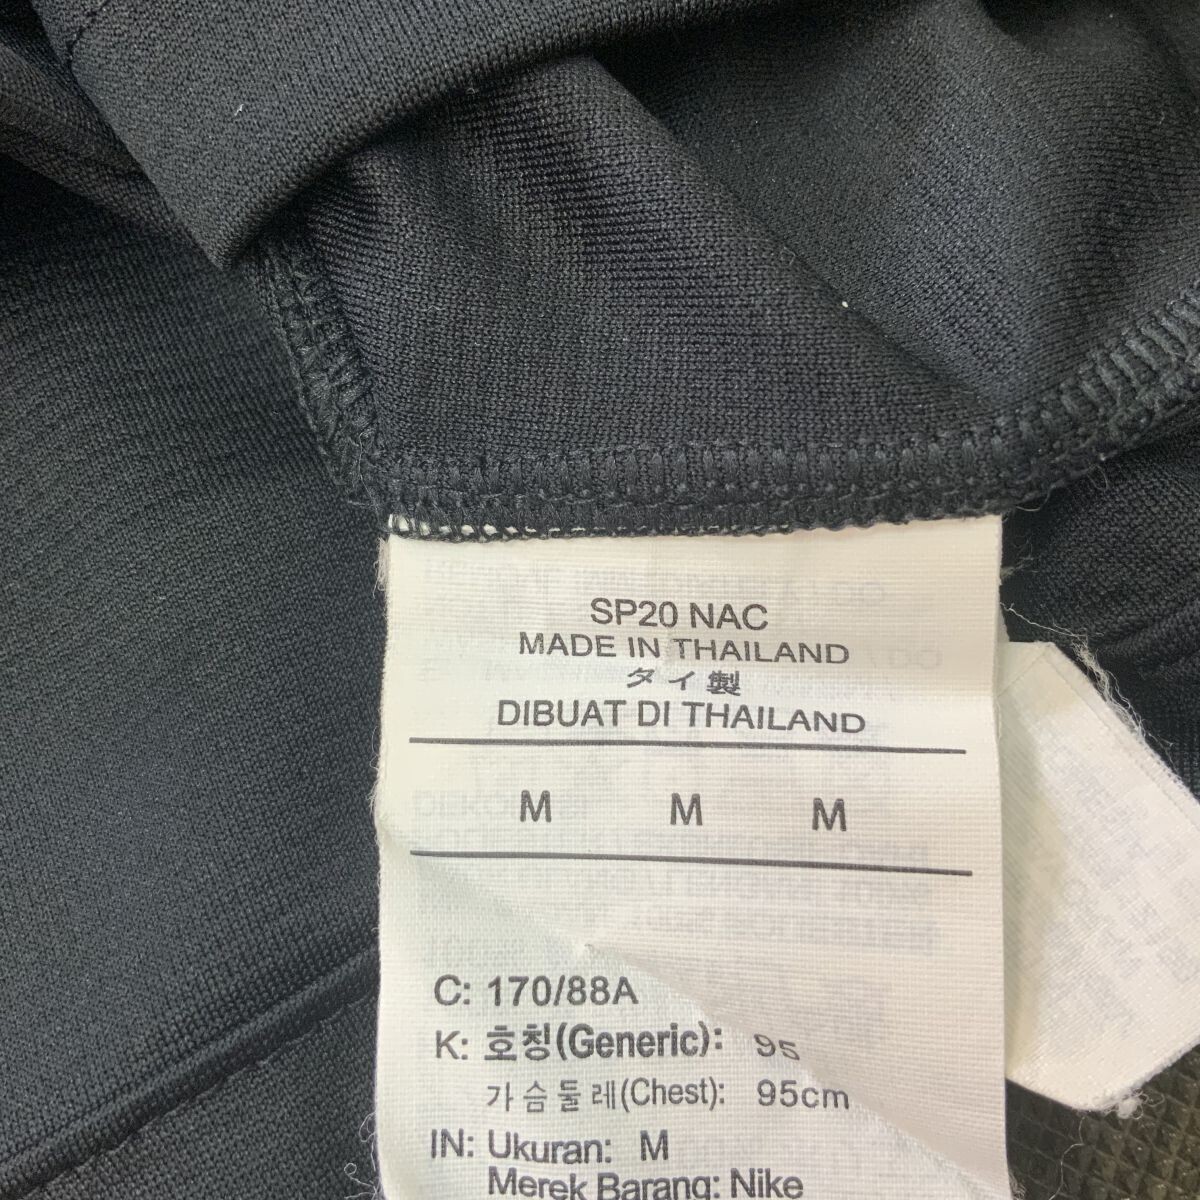 SP20 NAC
MADE IN THAILAND
タイ製
DIBUAT DI THAILAND
M M M
C: 170/88A
K: 호칭(Generic): 95
가슴둘레(Chest): 95cm
IN: Ukuran: M
Merek Barang: Nike